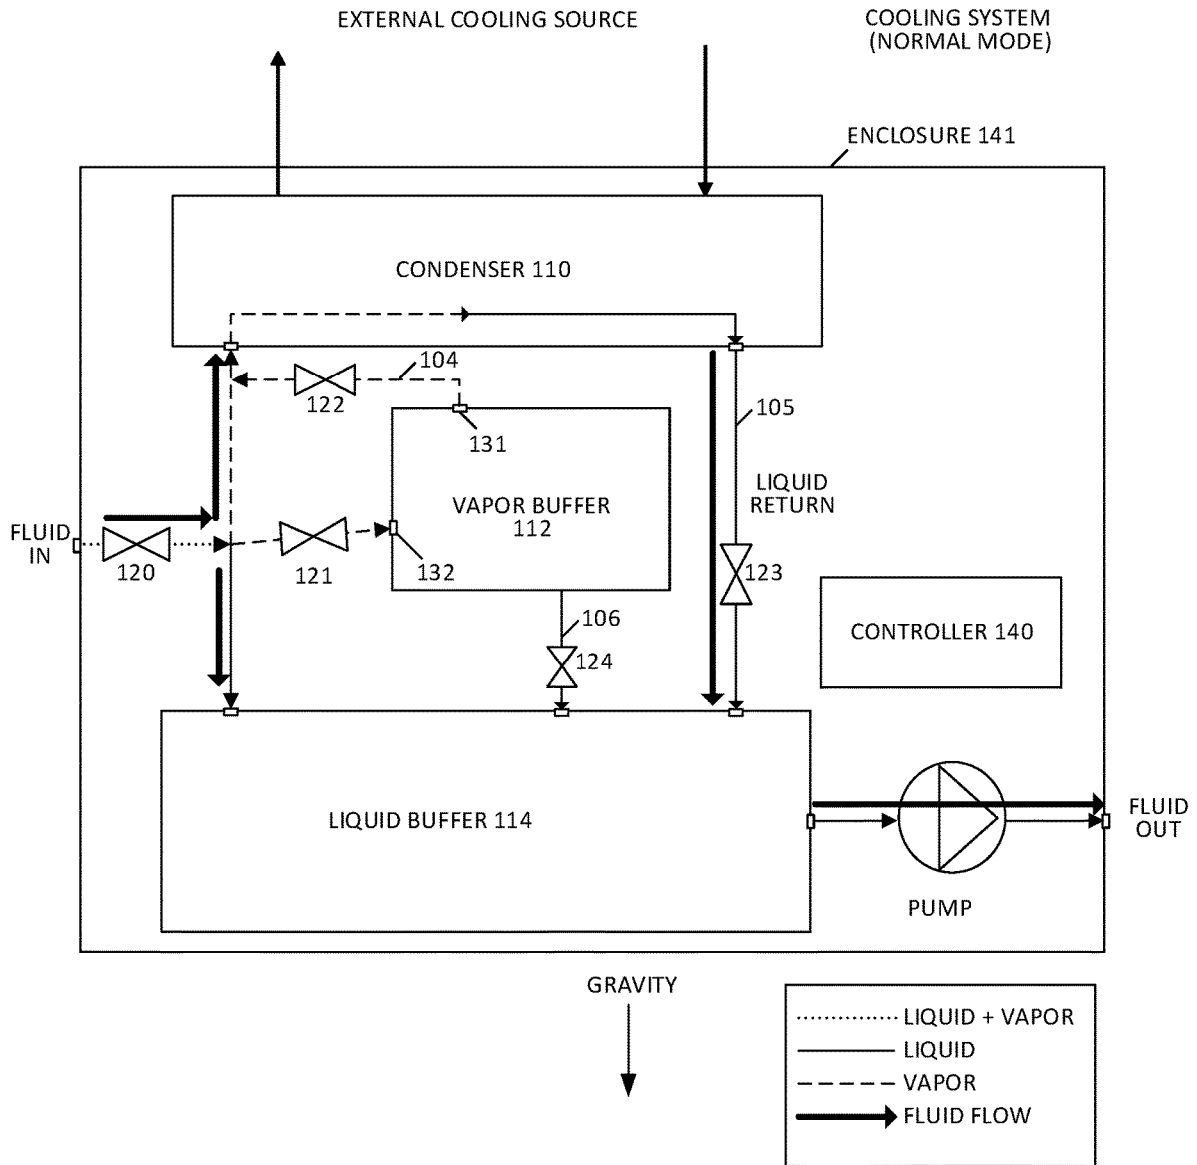 EXTERNAL COOLING SOURCE
COOLING SYSTEM
(NORMAL MODE)
ENCLOSURE 141
CONDENSER 110
104
122
131
105
VAPOR BUFFER
112
LIQUID
RETURN
FLUID
IN
120
121
132
123
106
124
CONTROLLER 140
LIQUID BUFFER 114
FLUID
OUT
PUMP
GRAVITY
LIQUID + VAPOR
LIQUID
VAPOR
FLUID FLOW